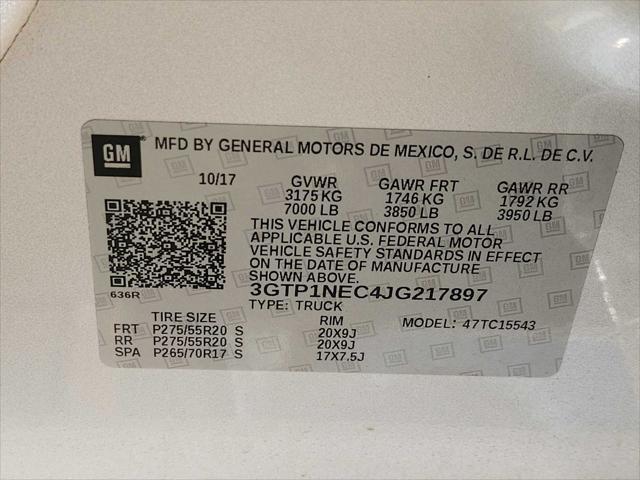 GM MFD BY GENERAL MOTORS DE MEXICO, S. DE R.L. DE C.V.
10/17 GVWR GAWR FRT GAWR RR
3175 KG 1746 KG 1792 KG
7000 LB 3850 LB 3950 LB
THIS VEHICLE CONFORMS TO ALL
APPLICABLE U.S. FEDERAL MOTOR
VEHICLE SAFETY STANDARDS IN EFFECT
ON THE DATE OF MANUFACTURE
SHOWN ABOVE.
636R 3GTP1NEC4JG217897
TYPE: TRUCK
TIRE SIZE RIM MODEL: 47TC15543
FRT P275/55R20 S 20X9J
RR P275/55R20 S 20X9J
SPA P265/70R17 S 17X7.5J